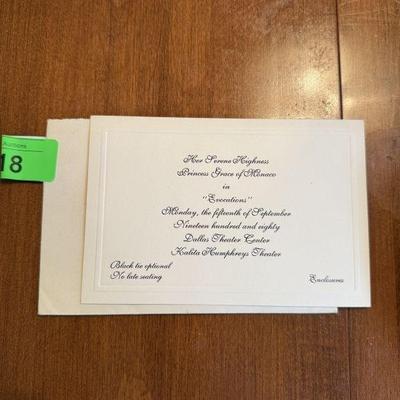 Auctions
18
Her Serene Highness
Princess Grace of Monaco
in
"Evocations"
Monday, the fifteenth of September
Nineteen hundred and eighty
Dallas Theater Center
Kalita Humphreys Theater
Black tie optional
No late seating
Enclosures